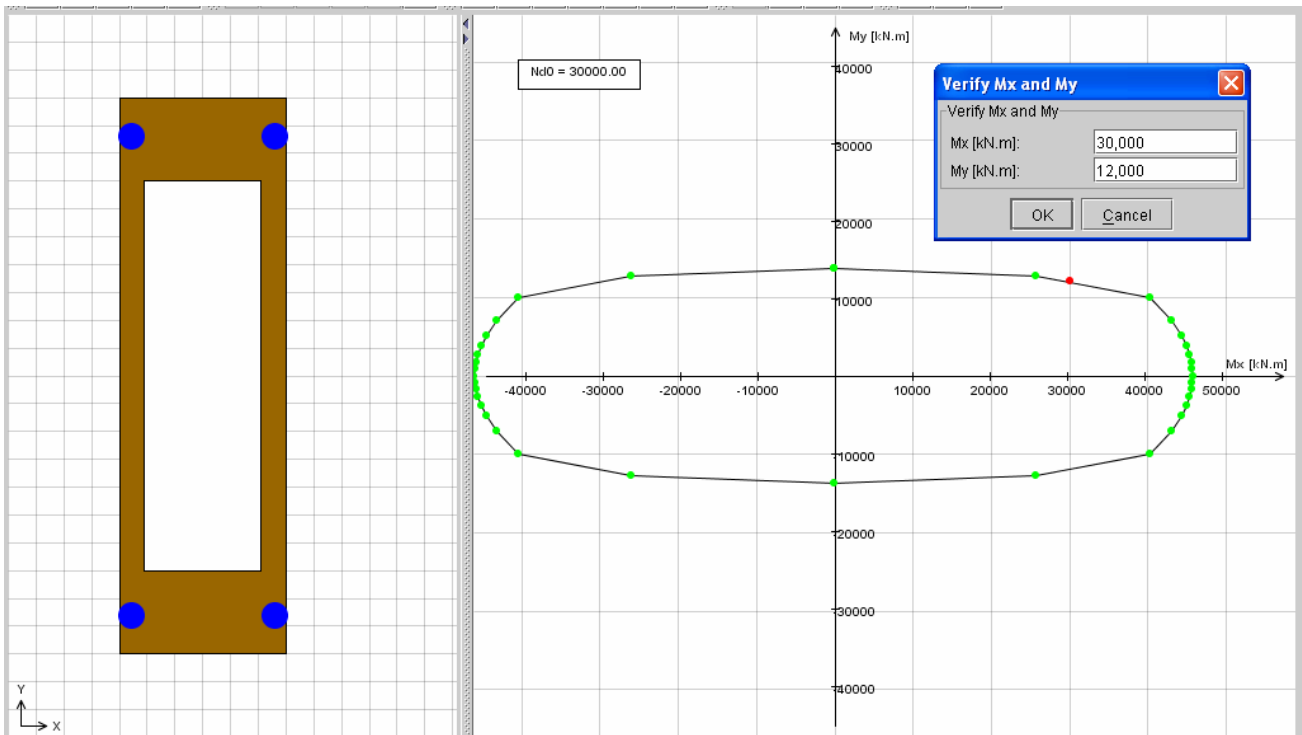 My [kN.m]
Nd0 = 30000.00
40000
30000
20000
10000
Verify Mx and My
Verify Mx and My
Mx [kN.m]:
30,000
My [kN.m]:
12,000
OK
Cancel
Mx [kN.m]
-40000
-30000
-20000
-10000
10000
20000
30000
40000
50000
-10000
-20000
-30000
-40000
Y
X